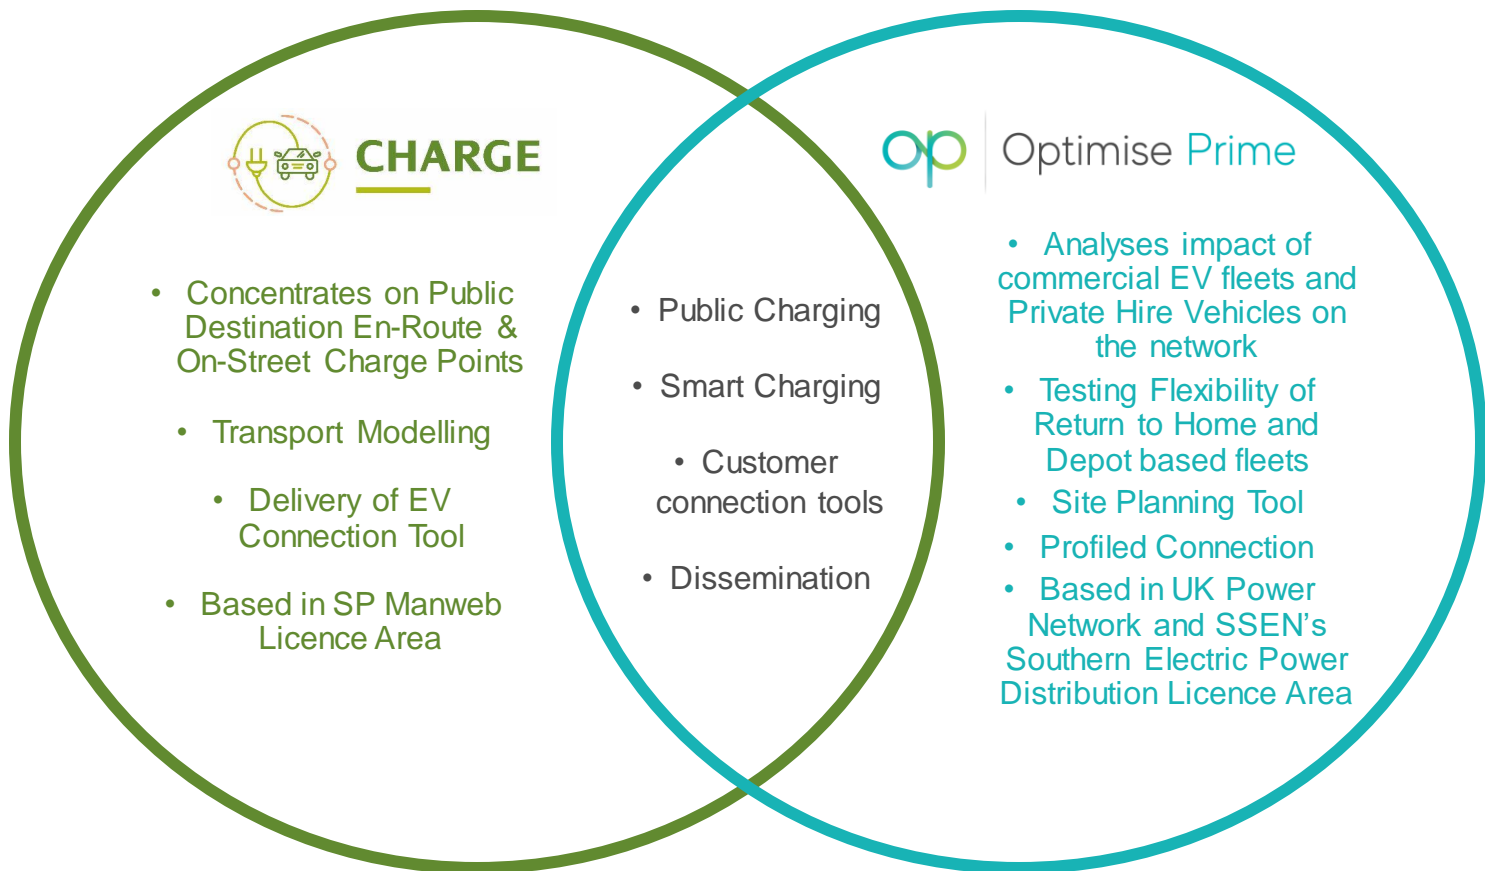 CHARGE
• Concentrates on Public
Destination En-Route &
On-Street Charge Points
• Transport Modelling
• Delivery of EV
Connection Tool
• Based in SP Manweb
Licence Area
• Public Charging
• Smart Charging
• Customer
connection tools
• Dissemination
op Optimise Prime
• Analyses impact of
commercial EV fleets and
Private Hire Vehicles on
the network
• Testing Flexibility of
Return to Home and
Depot based fleets
• Site Planning Tool
• Profiled Connection
• Based in UK Power
Network and SSEN’s
Southern Electric Power
Distribution Licence Area